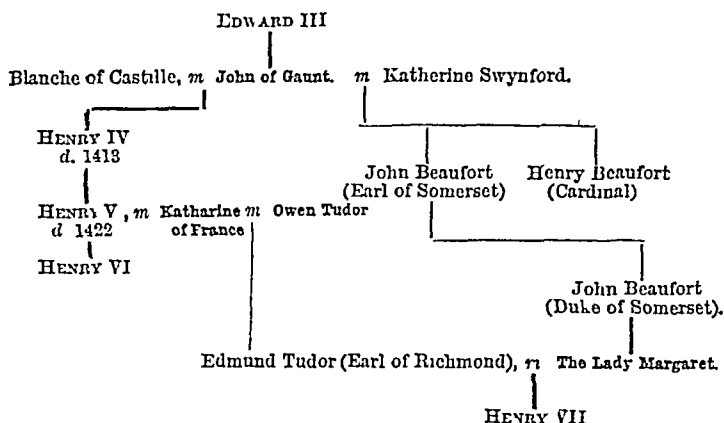 EDWARD III
Blanche of Castille, m John of Gaunt. m Katherine Swynford.
HENRY IV
d. 1413
John Beaufort
(Earl of Somerset)
Henry Beaufort
(Cardinal)
HENRY V, m Katharine m Owen Tudor
d 1422 of France
HENRY VI
John Beaufort
(Duke of Somerset).
Edmund Tudor (Earl of Richmond), n The Lady Margaret.
HENRY VII